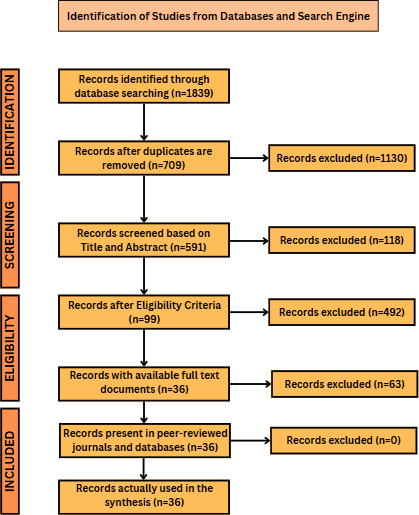 Identification of Studies from Databases and Search Engine
IDENTIFICATION
Records identified through
database searching (n=1839)
Records after duplicates are
removed (n=709)
Records excluded (n=1130)
SCREENING
Records screened based on
Title and Abstract (n=591)
Records excluded (n=118)
ELIGIBILITY
Records after Eligibility Criteria
(n=99)
Records excluded (n=492)
Records with available full text
documents (n=36)
Records excluded (n=63)
INCLUDED
Records present in peer-reviewed
journals and databases (n=36)
Records excluded (n=0)
Records actually used in the
synthesis (n=36)